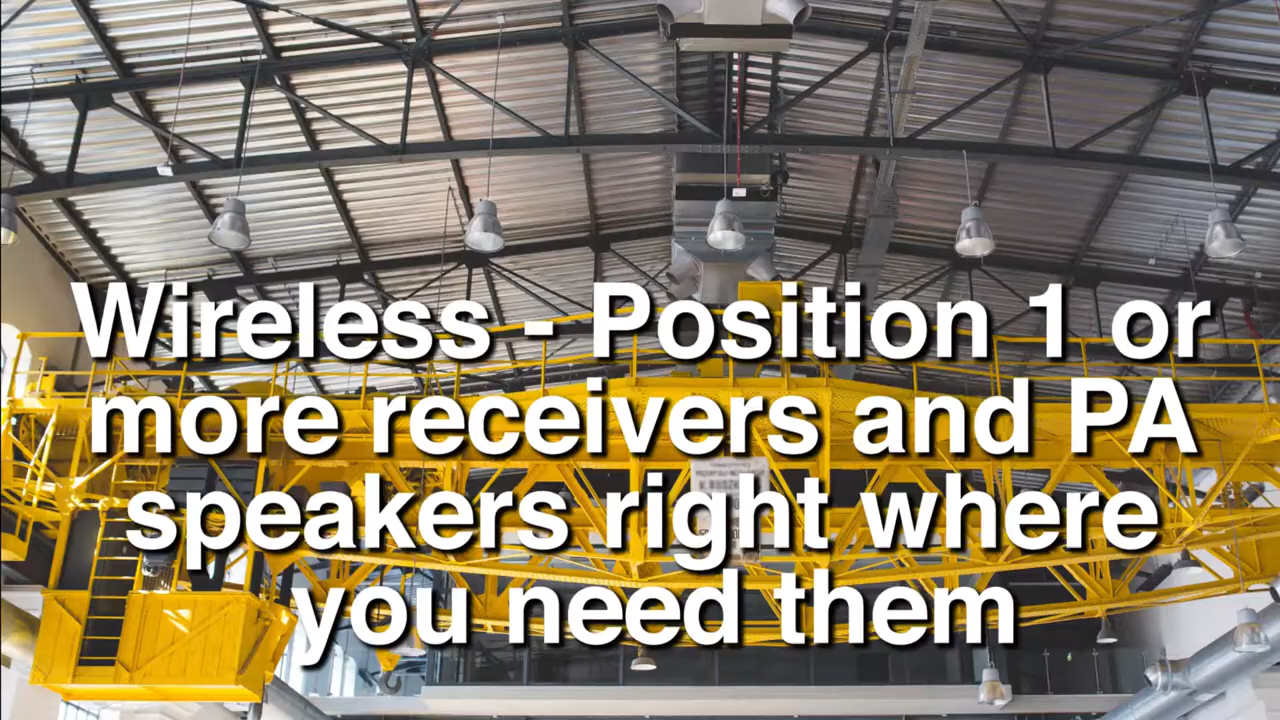 Wireless - Position 1 or
more receivers and PA
speakers right where
you need them